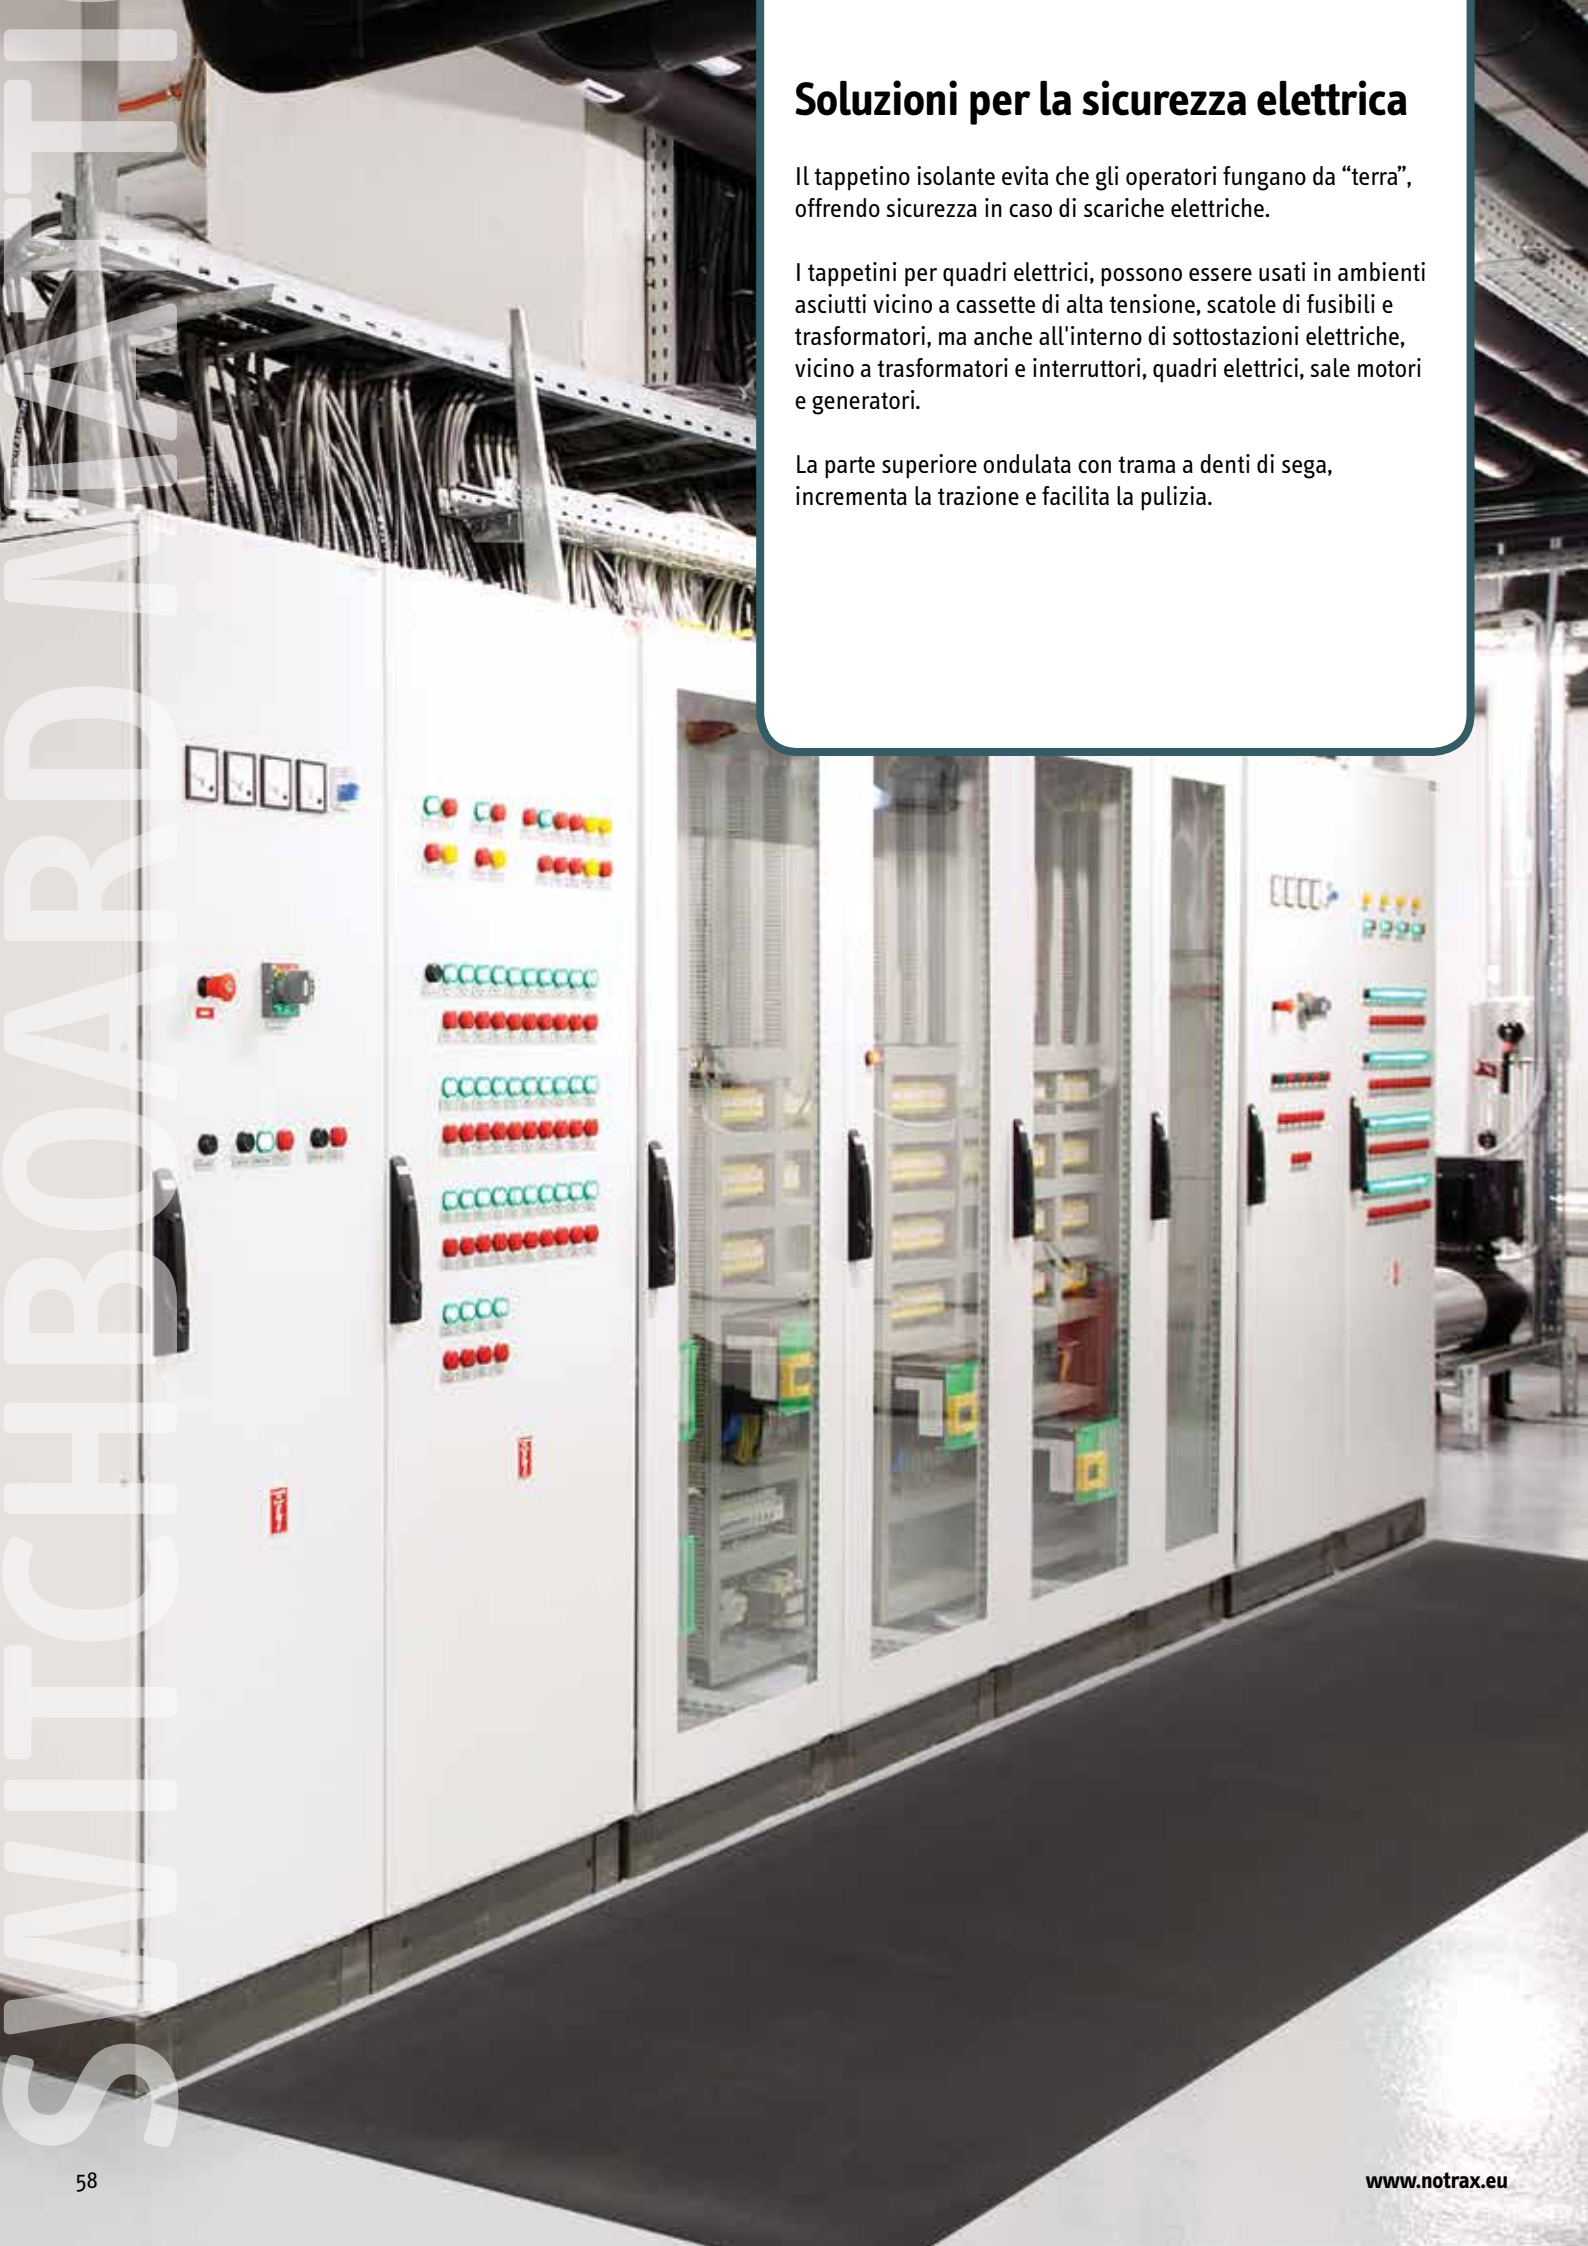 Soluzioni per la sicurezza elettrica
Il tappetino isolante evita che gli operatori fungano da “terra”,
offrendo sicurezza in caso di scariche elettriche.
I tappetini per quadri elettrici, possono essere usati in ambienti
asciutti vicino a cassette di alta tensione, scatole di fusibili e
trasformatori, ma anche all'interno di sottostazioni elettriche,
vicino a trasformatori e interruttori, quadri elettrici, sale motori
e generatori.
La parte superiore ondulata con trama a denti di sega,
incrementa la trazione e facilita la pulizia.
SWITCHBOARD MATTI
58
www.notrax.eu